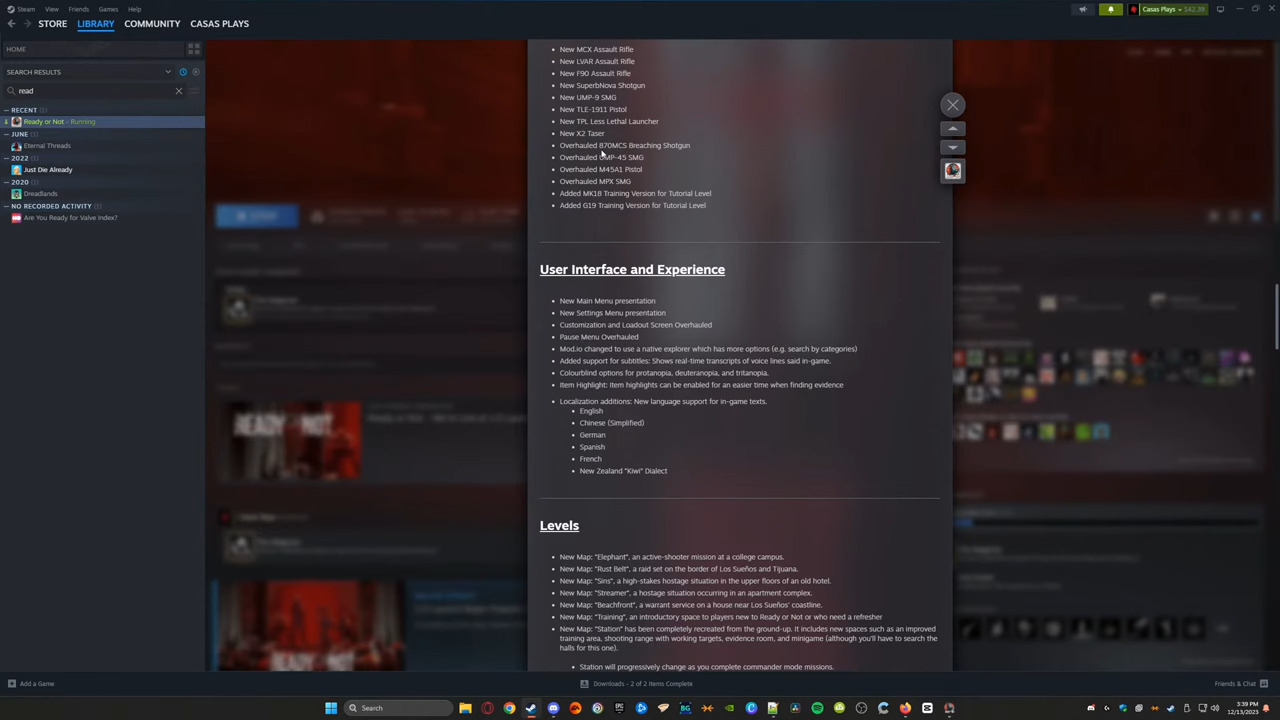 Steam View Friends Games Help
Casas Plays $42.39
STORE LIBRARY COMMUNITY CASAS PLAYS
HOME
SEARCH RESULTS
read
RECENT (1)
Ready or Not - Running
JUNE (1)
Eternal Threads
2022 (1)
Just Die Already
2020 (1)
Dreadlands
NO RECORDED ACTIVITY (1)
Are You Ready for Valve Index?
New MCX Assault Rifle
New LVAR Assault Rifle
New F90 Assault Rifle
New SuperbNova Shotgun
New UMP-9 SMG
New TLE-1911 Pistol
New TPL Less Lethal Launcher
New X2 Taser
Overhauled 870MCS Breaching Shotgun
Overhauled UMP-45 SMG
Overhauled M45A1 Pistol
Overhauled MPX SMG
Added MK18 Training Version for Tutorial Level
Added G19 Training Version for Tutorial Level
User Interface and Experience
New Main Menu presentation
New Settings Menu presentation
Customization and Loadout Screen Overhauled
Pause Menu Overhauled
Mod.io changed to use a native explorer which has more options (e.g. search by categories)
Added support for subtitles: Shows real-time transcripts of voice lines said in-game.
Colourblind options for protanopia, deuteranopia, and tritanopia.
Item Highlight: Item highlights can be enabled for an easier time when finding evidence
Localization additions: New language support for in-game texts.
English
Chinese (Simplified)
German
Spanish
French
New Zealand "Kiwi" Dialect
Levels
New Map: "Elephant", an active-shooter mission at a college campus.
New Map: "Rust Belt", a raid set on the border of Los Sueños and Tijuana.
New Map: "Sins", a high-stakes hostage situation in the upper floors of an old hotel.
New Map: "Streamer", a hostage situation occurring in an apartment complex.
New Map: "Beachfront", a warrant service on a house near Los Sueños' coastline.
New Map: "Training", an introductory space to players new to Ready or Not or who need a refresher
New Map: "Station" has been completely recreated from the ground-up. It includes new spaces such as an improved
training area, shooting range with working targets, evidence room, and minigame (although you'll have to search the
halls for this one).
Station will progressively change as you complete commander mode missions.
READY OR NOT
Add a Game
Downloads - 2 of 2 Items Complete
Friends & Chat
Search
3:39 PM
12/13/2023